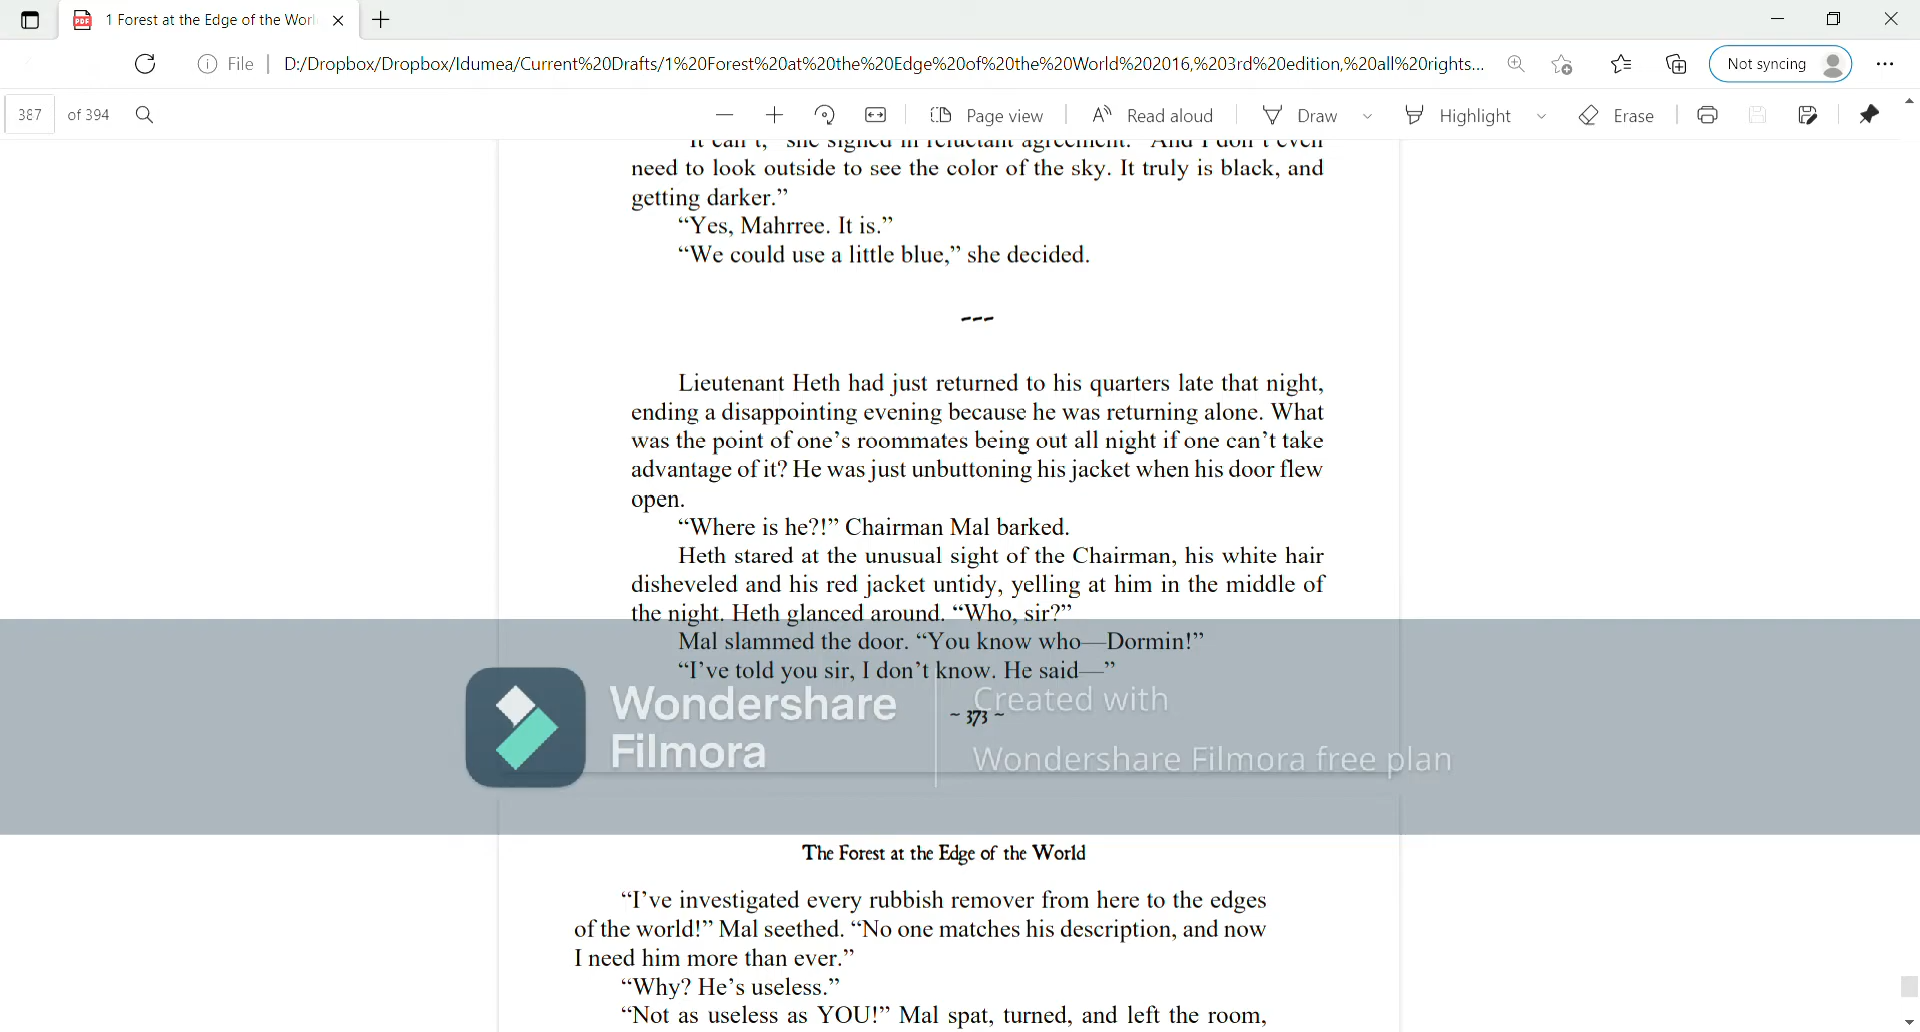 1 Forest at the Edge of the Worl
File
D:/Dropbox/Dropbox/Idumea/Current%20Drafts/1%20Forest%20at%20the%20Edge%20of%20the%20World%202016,%203rd%20edition,%20all%20rights...
Not syncing
387 of 394
Page view
Read aloud
Draw
Highlight
Erase
“It can’t,” she signed in reluctant agreement. “And I don’t even
need to look outside to see the color of the sky. It truly is black, and
getting darker.”
“Yes, Mahrree. It is.”
“We could use a little blue,” she decided.
---
Lieutenant Heth had just returned to his quarters late that night,
ending a disappointing evening because he was returning alone. What
was the point of one’s roommates being out all night if one can’t take
advantage of it? He was just unbuttoning his jacket when his door flew
open.
“Where is he?!” Chairman Mal barked.
Heth stared at the unusual sight of the Chairman, his white hair
disheveled and his red jacket untidy, yelling at him in the middle of
the night. Heth glanced around. “Who, sir?”
Mal slammed the door. “You know who—Dormin!”
“I’ve told you sir, I don’t know. He said—”
~ 373 ~
Wondershare
Filmora
Created with
Wondershare Filmora free plan
The Forest at the Edge of the World
“I’ve investigated every rubbish remover from here to the edges
of the world!” Mal seethed. “No one matches his description, and now
I need him more than ever.”
“Why? He’s useless.”
“Not as useless as YOU!” Mal spat, turned, and left the room,